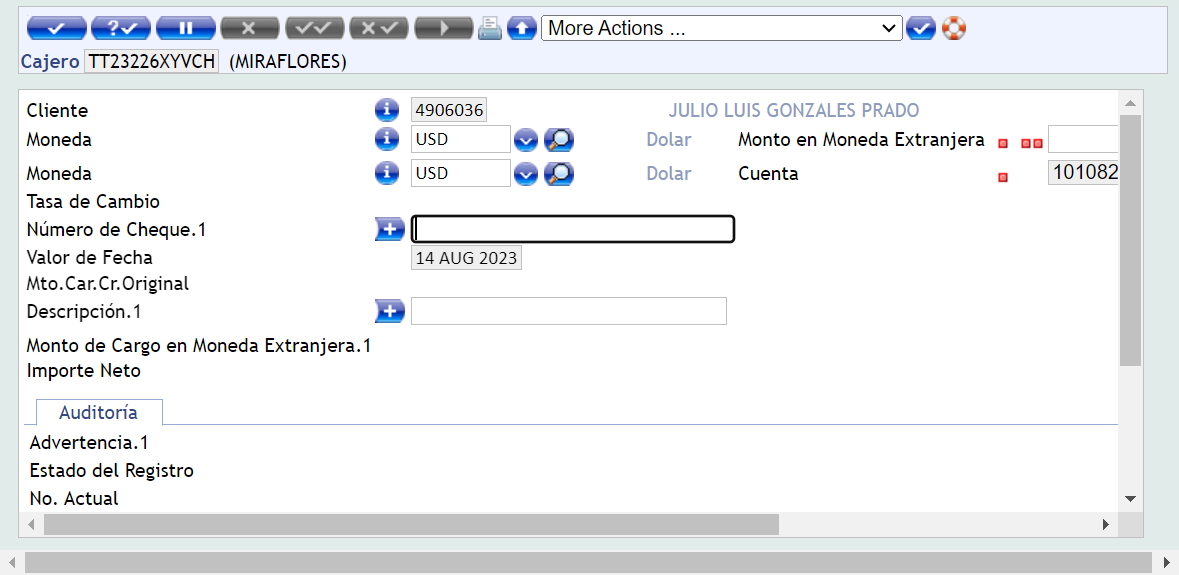 More Actions ...
Cajero TT23226XYVCH (MIRAFLORES)
Cliente 4906036 JULIO LUIS GONZALES PRADO
Moneda USD Dolar Monto en Moneda Extranjera
Moneda USD Dolar Cuenta 101082
Tasa de Cambio
Número de Cheque.1
Valor de Fecha 14 AUG 2023
Mto.Car.Cr.Original
Descripción.1
Monto de Cargo en Moneda Extranjera.1
Importe Neto
Auditoría
Advertencia.1
Estado del Registro
No. Actual